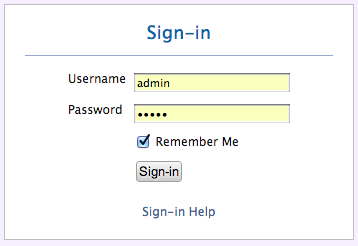 Sign-in
Username admin
Password •••••
Remember Me
Sign-in
Sign-in Help